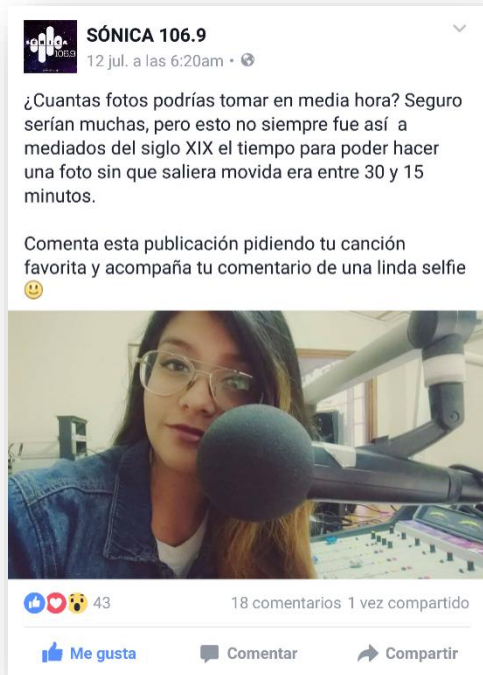 SÓNICA 106.9
12 jul. a las 6:20am
¿Cuantas fotos podrías tomar en media hora? Seguro
serían muchas, pero esto no siempre fue así  a
mediados del siglo XIX el tiempo para poder hacer
una foto sin que saliera movida era entre 30 y 15
minutos.
Comenta esta publicación pidiendo tu canción
favorita y acompaña tu comentario de una linda selfie
43
18 comentarios 1 vez compartido
Me gusta
Comentar
Compartir